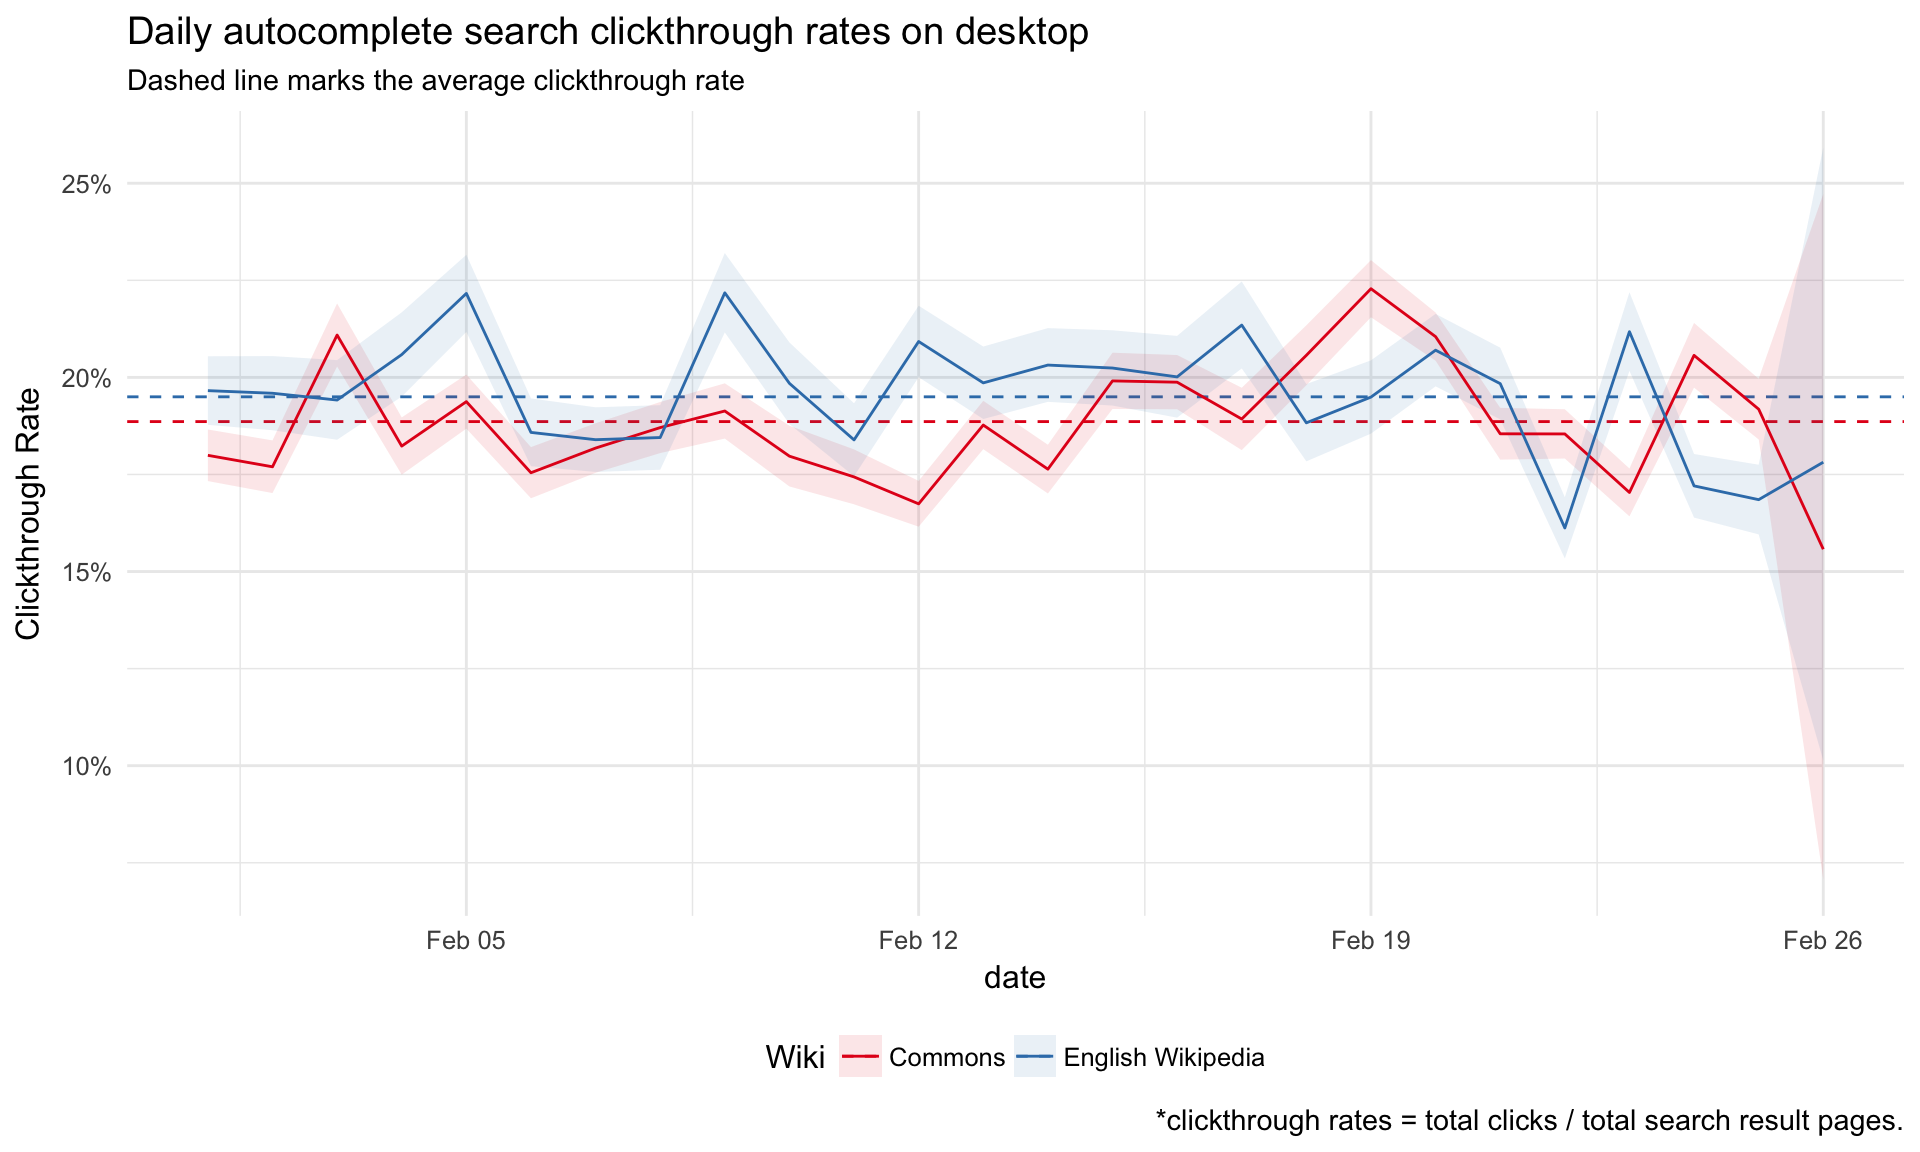 Daily autocomplete search clickthrough rates on desktop
Dashed line marks the average clickthrough rate
Clickthrough Rate
25%
20%
15%
10%
Feb 05
Feb 12
Feb 19
Feb 26
date
Wiki
Commons
English Wikipedia
*clickthrough rates = total clicks / total search result pages.